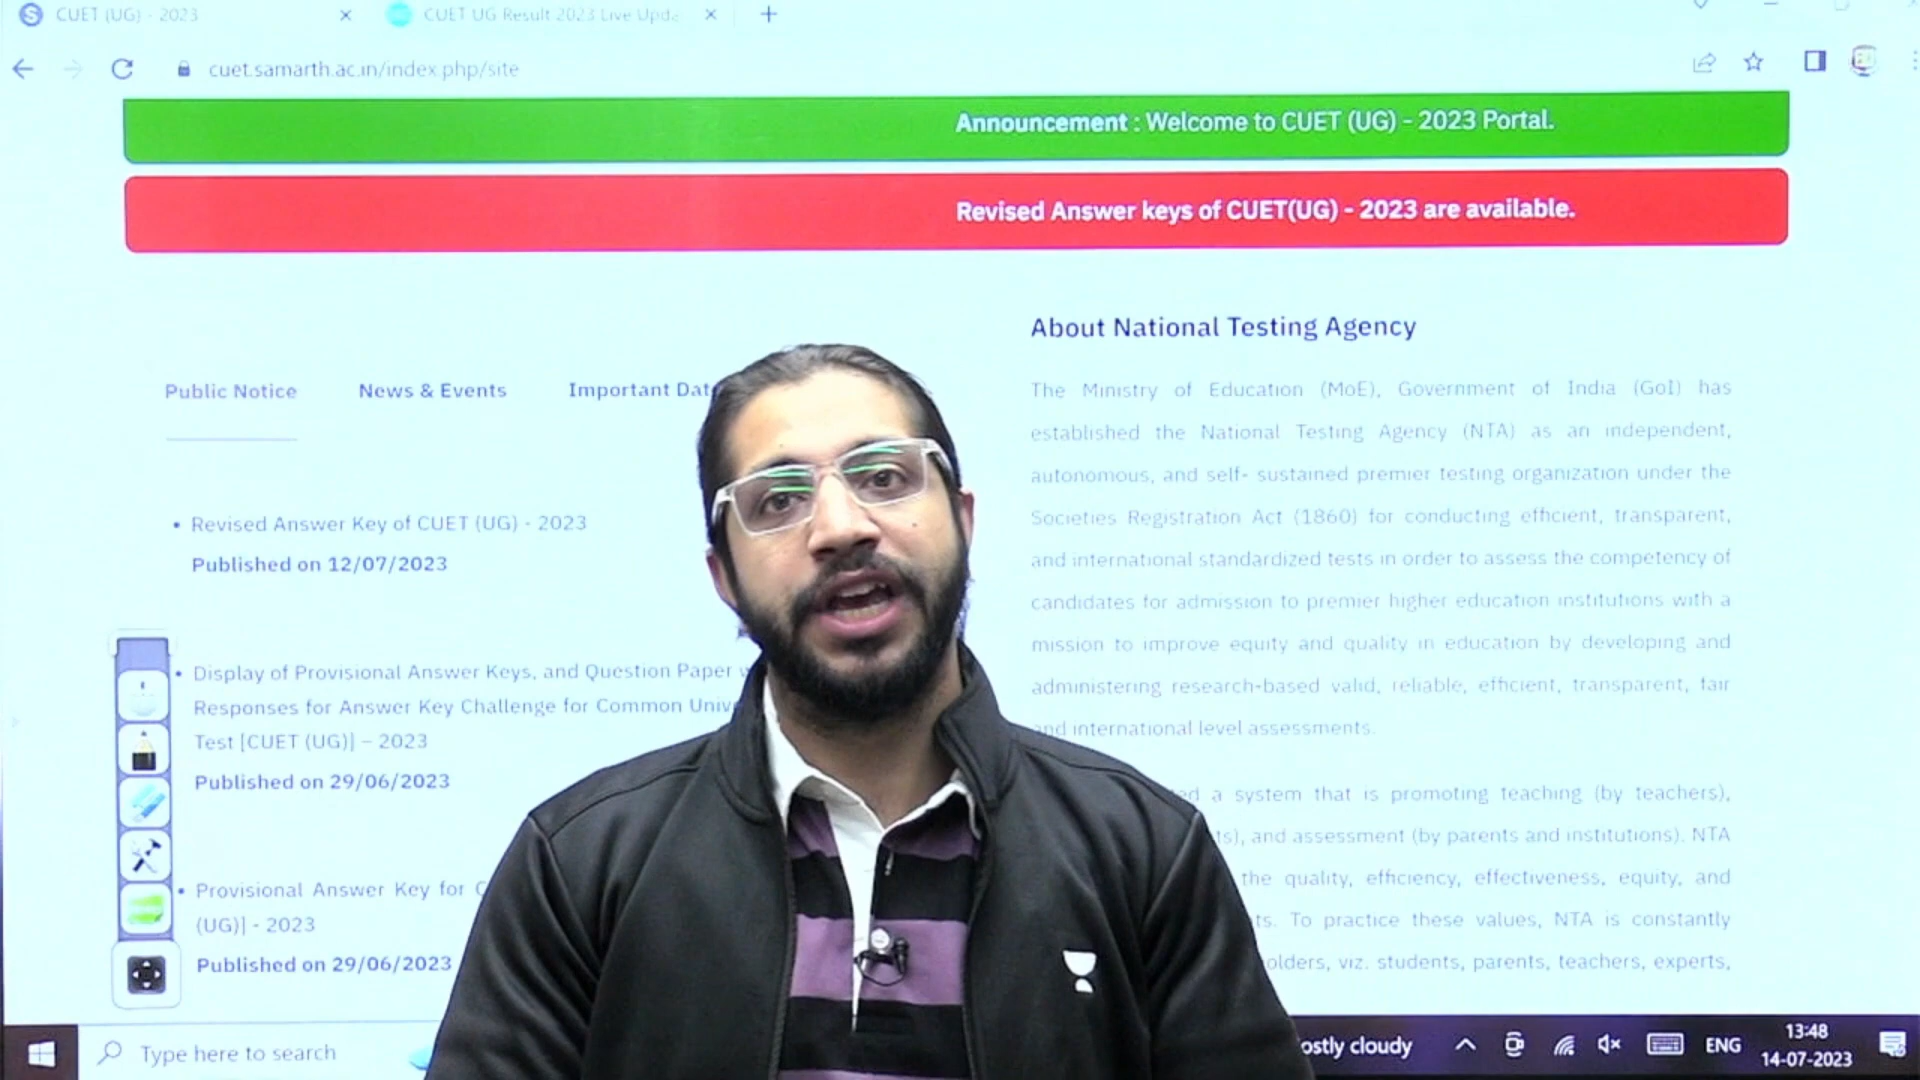 CUET (UG) - 2023
CUET UG Result 2023 Live Upd
cuet.samarth.ac.in/index.php/site
Announcement : Welcome to CUET (UG) - 2023 Portal.
Revised Answer keys of CUET(UG) - 2023 are available.
Public Notice
News & Events
Important Dat
• Revised Answer Key of CUET (UG) - 2023
Published on 12/07/2023
• Display of Provisional Answer Keys, and Question Paper
Responses for Answer Key Challenge for Common Univ
Test [CUET (UG)] – 2023
Published on 29/06/2023
• Provisional Answer Key for
(UG)] - 2023
Published on 29/06/2023
About National Testing Agency
The Ministry of Education (MoE), Government of India (GoI) has
established the National Testing Agency (NTA) as an independent,
autonomous, and self- sustained premier testing organization under the
Societies Registration Act (1860) for conducting efficient, transparent,
and international standardized tests in order to assess the competency of
candidates for admission to premier higher education institutions with a
mission to improve equity and quality in education by developing and
administering research-based valid, reliable, efficient, transparent, fair
and international level assessments.
a system that is promoting teaching (by teachers),
and assessment (by parents and institutions). NTA
the quality, efficiency, effectiveness, equity, and
To practice these values, NTA is constantly
viz. students, parents, teachers, experts,
Type here to search
ostly cloudy
ENG
13:48
14-07-2023